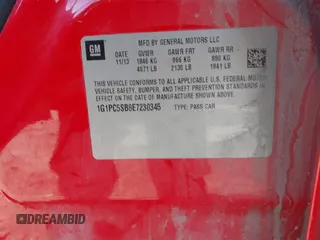 GM
MFD BY GENERAL MOTORS LLC
DATE GVWR GAWR FRT GAWR RR
11/13 1846 KG 966 KG 880 KG
4071 LB 2130 LB 1941 LB
THIS VEHICLE CONFORMS TO ALL APPLICABLE U.S. FEDERAL MOTOR
VEHICLE SAFETY, BUMPER, AND THEFT PREVENTION STANDARDS IN
EFFECT ON THE DATE OF MANUFACTURE SHOWN ABOVE.
1G1PC5SB8E7230345 TYPE: PASS CAR
DREAMBID